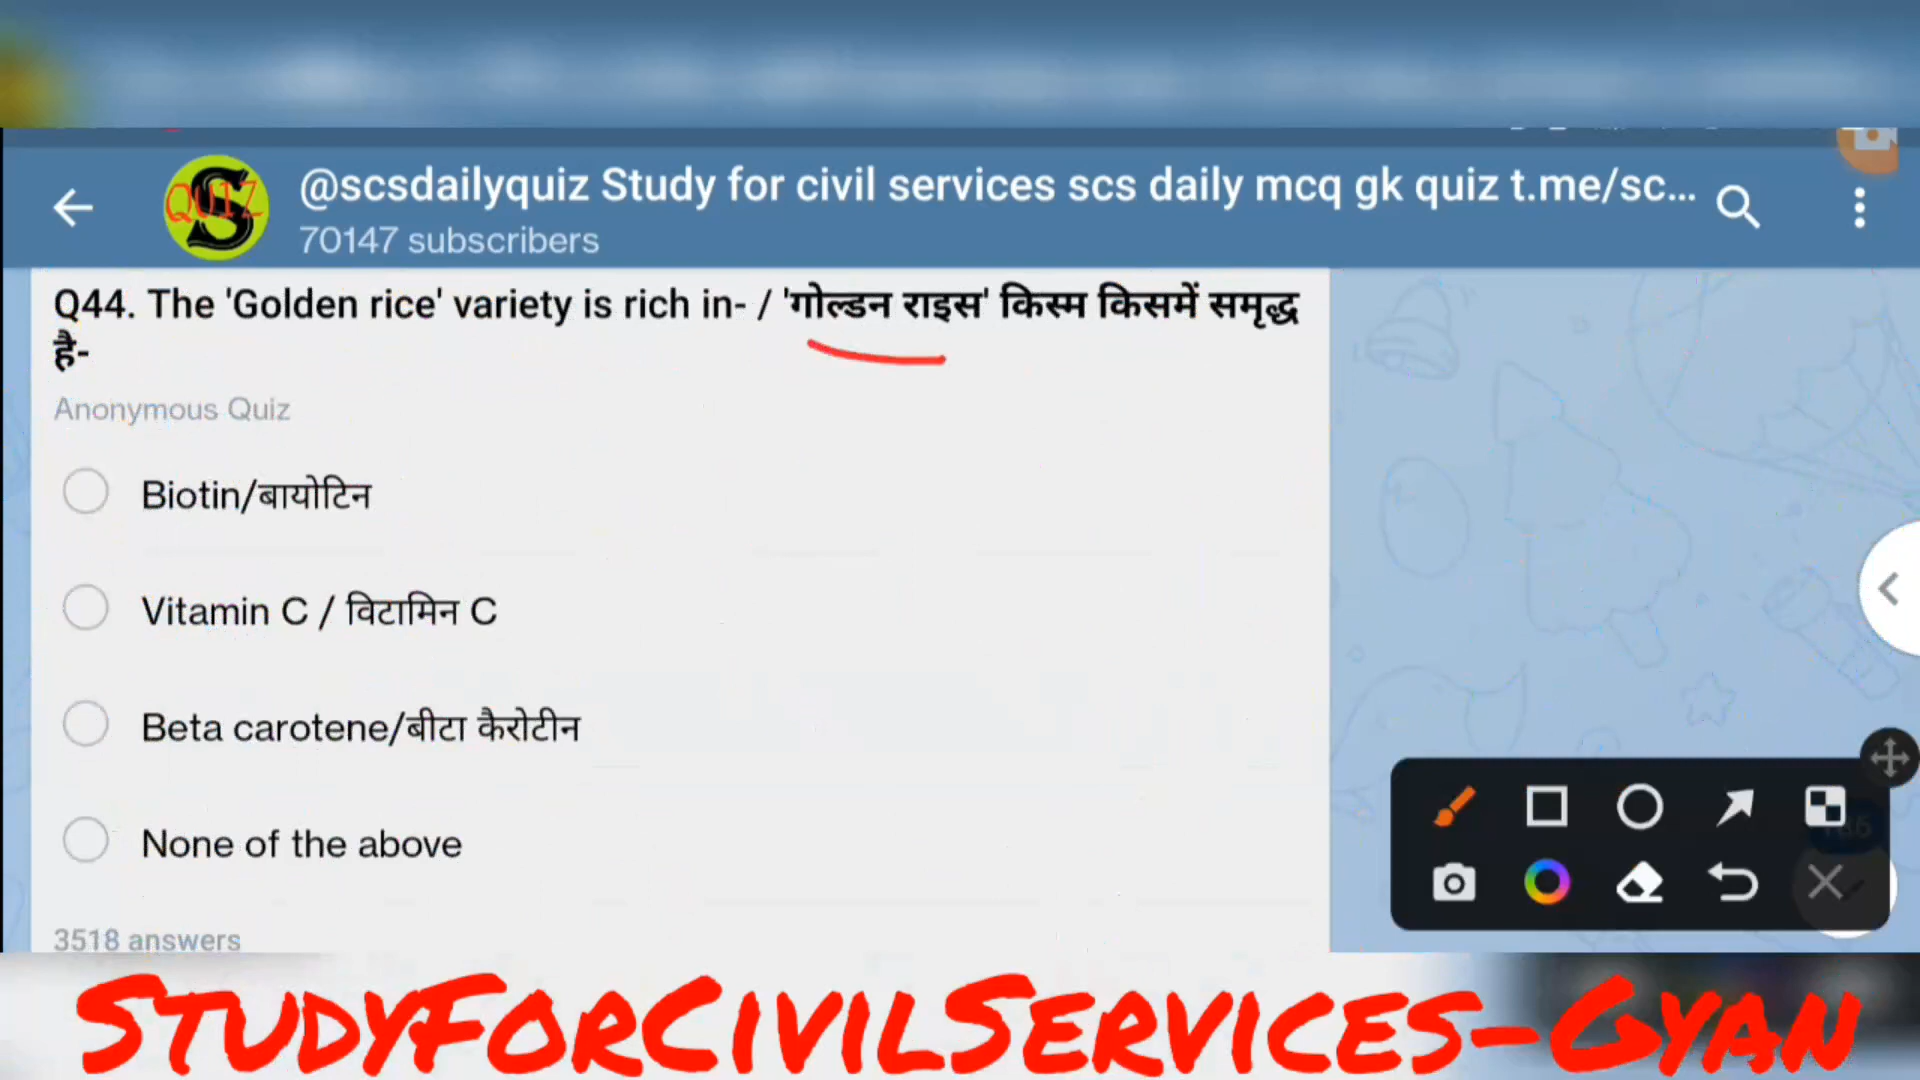 @scsdailyquiz Study for civil services scs daily mcq gk quiz t.me/sc...
70147 subscribers
Q44. The 'Golden rice' variety is rich in- / 'गोल्डन राइस' किस्म किसमें समृद्ध
है-
Anonymous Quiz
Biotin/बायोटिन
Vitamin C / विटामिन C
Beta carotene/बीटा कैरोटीन
None of the above
3518 answers
STUDYFORCIVILSERVICES-GYAN